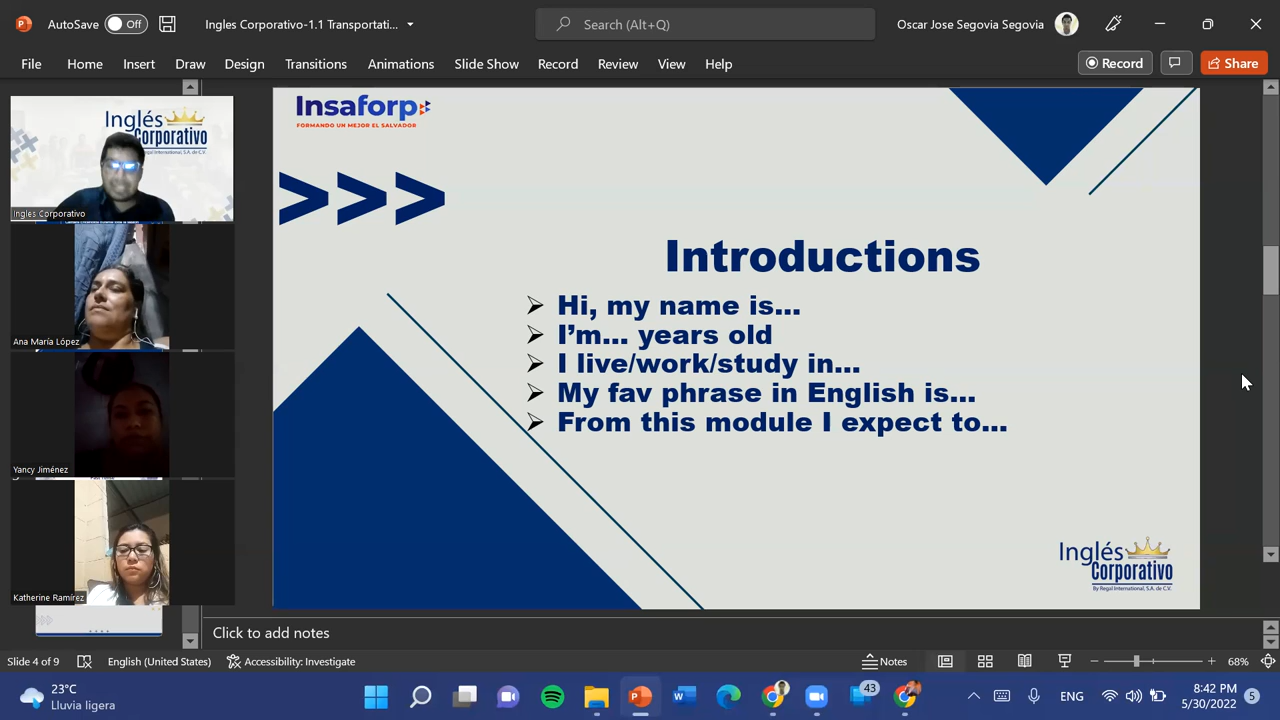 AutoSave Off Ingles Corporativo-1.1 Transportati... Search (Alt+Q) Oscar Jose Segovia Segovia
File Home Insert Draw Design Transitions Animations Slide Show Record Review View Help Record Share
Insaforp
FORMANDO UN MEJOR EL SALVADOR
>>>
Introductions
Hi, my name is...
I’m... years old
I live/work/study in...
My fav phrase in English is...
From this module I expect to...
Inglés
Corporativo
By Regal International, S.A. de C.V.
Inglés
Corporativo
by Regal International, S.A. de C.V.
Ingles Corporativo
Ana María López
Yancy Jiménez
Katherine Ramírez
Click to add notes
Slide 4 of 9 English (United States) Accessibility: Investigate Notes 68%
23°C
Lluvia ligera
43
ENG
8:42 PM
5/30/2022
5